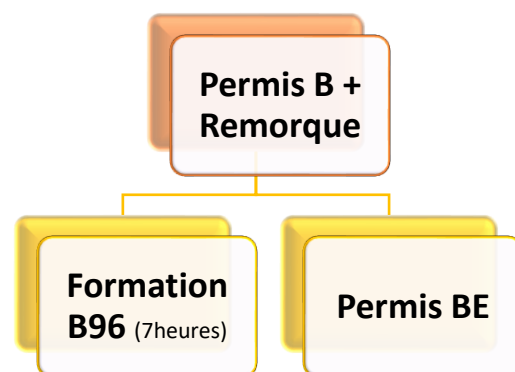 Permis B +
Remorque
Formation
B96 (7heures)
Permis BE